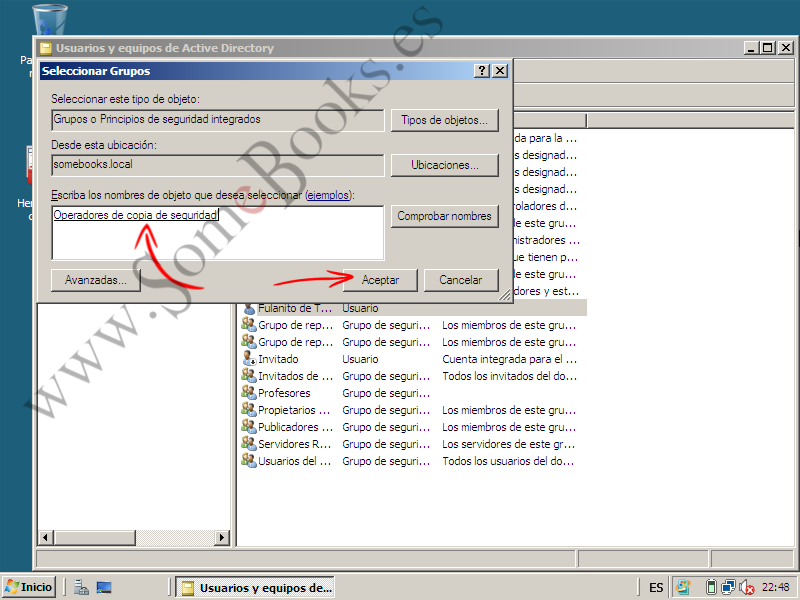 Pa
Usuarios y equipos de Active Directory
Seleccionar Grupos
Seleccionar este tipo de objeto:
Grupos o Principios de seguridad integrados
Tipos de objetos...
Desde esta ubicación:
somebooks.local
Ubicaciones...
Escriba los nombres de objeto que desea seleccionar (ejemplos):
Operadores de copia de seguridad
Comprobar nombres
Avanzadas...
Aceptar
Cancelar
Her
da para la ...
s designad...
s designad...
s designad...
roladores d...
e este gru...
nistradores ...
ue tienen p...
e este gru...
dores y est...
Fulanito de T... Usuario
Grupo de rep... Grupo de seguri... Los miembros de este gru...
Grupo de rep... Grupo de seguri... Los miembros de este gru...
Invitado Usuario Cuenta integrada para el ...
Invitados de ... Grupo de seguri... Todos los invitados del do...
Profesores Grupo de seguri...
Propietarios ... Grupo de seguri... Los miembros de este gru...
Publicadores ... Grupo de seguri... Los miembros de este gru...
Servidores R... Grupo de seguri... Los servidores de este gr...
Usuarios del ... Grupo de seguri... Todos los usuarios del do...
www.SomeBooks.es
Inicio
Usuarios y equipos de...
ES
22:48